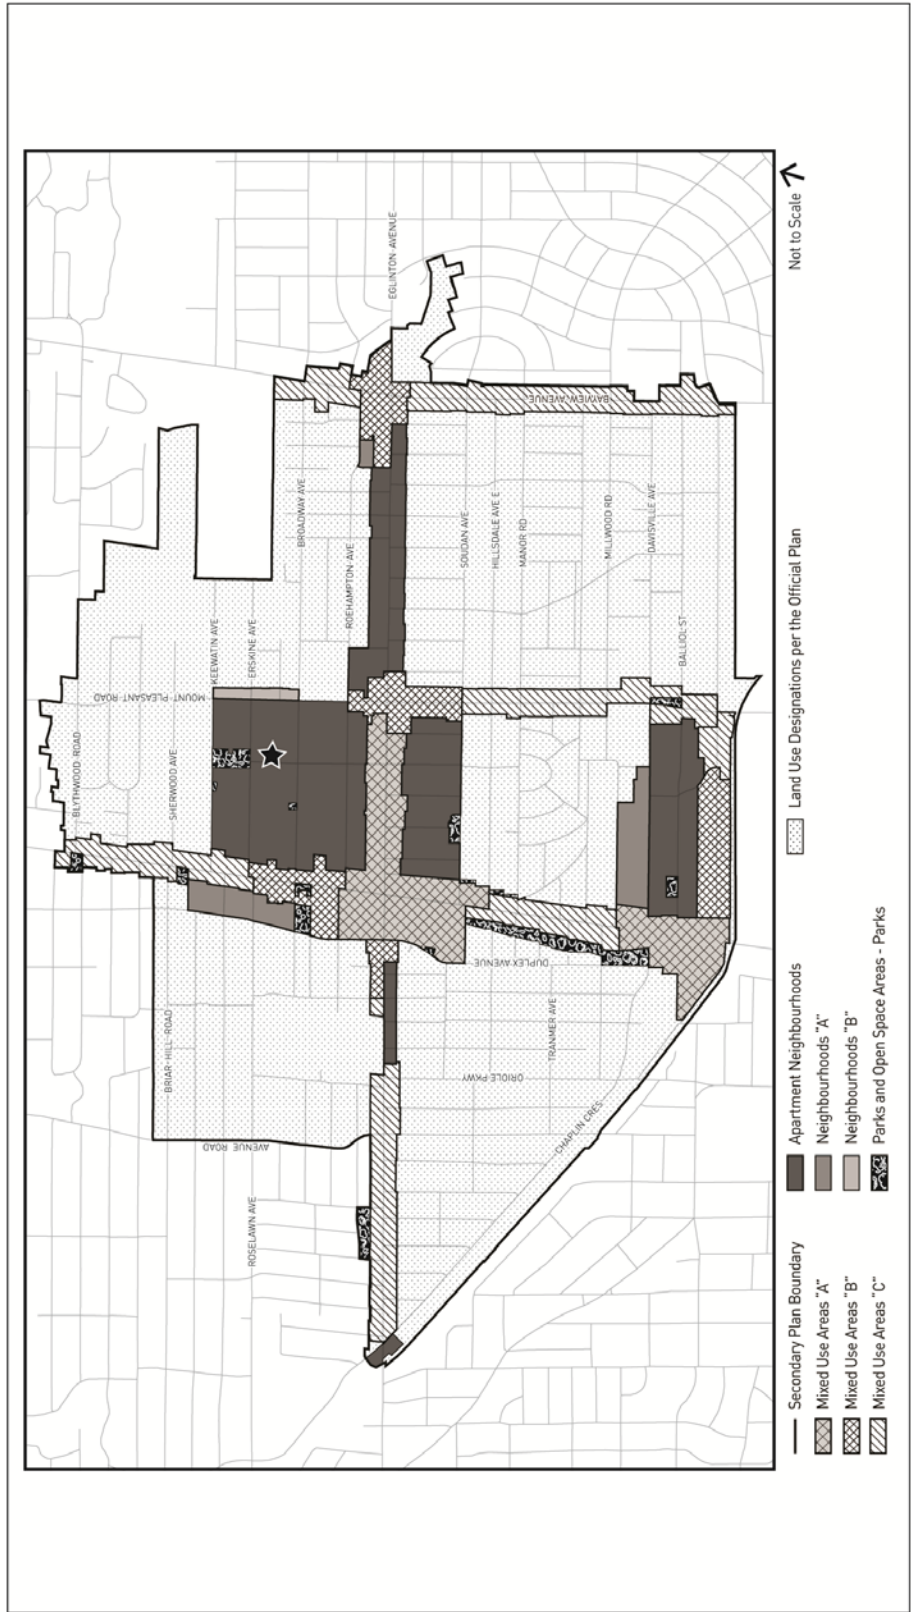 BLYTHWOOD ROAD
SHERWOOD AVE
MOUNT PLEASANT ROAD
KEEWATIN AVE
ERSKINE AVE
BROADWAY AVE
ROEHAMPTON AVE
EGLINTON AVENUE
BRIAR HILL ROAD
AVENUE ROAD
ROSELAWN AVE
DUPLEX AVENUE
ORIOLE PKWY
TRANMER AVE
CHAPLIN CRES
SOUDAN AVE
HILLSDALE AVE E
MANOR RD
BAYVIEW AVENUE
MILLWOOD RD
DAVISVILLE AVE
BALLIOL ST
Secondary Plan Boundary
Mixed Use Areas "A"
Mixed Use Areas "B"
Mixed Use Areas "C"
Apartment Neighbourhoods
Neighbourhoods "A"
Neighbourhoods "B"
Parks and Open Space Areas - Parks
Land Use Designations per the Official Plan
Not to Scale